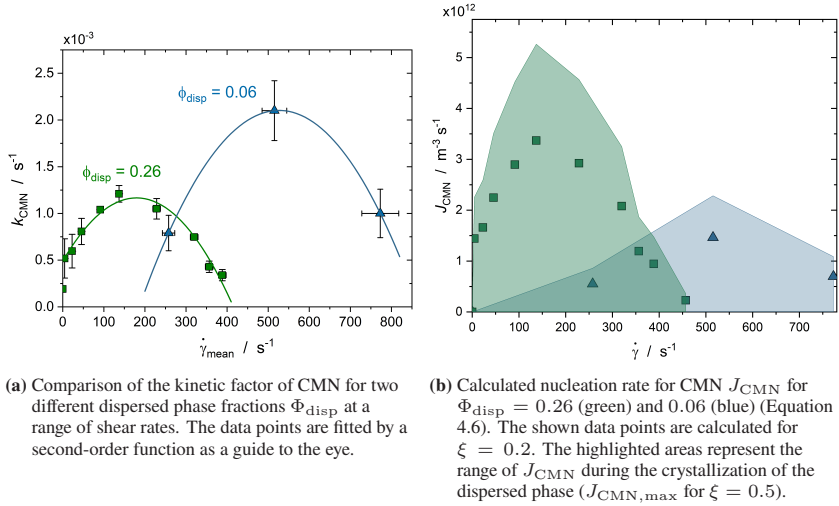 ×10⁻³
2.5
2.0
1.5
1.0
0.5
0.0
k_CMN / s⁻¹
ϕ_disp = 0.06
ϕ_disp = 0.26
0 100 200 300 400 500 600 700 800
γ̇_mean / s⁻¹
×10¹²
5
4
3
2
1
0
J_CMN / m⁻³ s⁻¹
0 100 200 300 400 500 600 700
γ̇ / s⁻¹
(a) Comparison of the kinetic factor of CMN for two
different dispersed phase fractions Φ_disp at a
range of shear rates. The data points are fitted by a
second-order function as a guide to the eye.
(b) Calculated nucleation rate for CMN J_CMN for
Φ_disp = 0.26 (green) and 0.06 (blue) (Equation
4.6). The shown data points are calculated for
ξ = 0.2. The highlighted areas represent the
range of J_CMN during the crystallization of the
dispersed phase (J_CMN,max for ξ = 0.5).